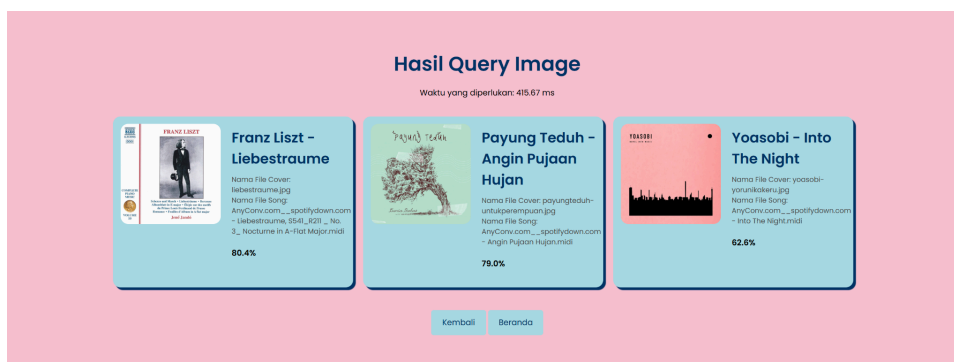 Hasil Query Image
Waktu yang diperlukan: 415.67 ms
FRANZ LISZT
José Jandó
Franz Liszt -
Liebestraume
Nama File Cover:
liebestraume.jpg
Nama File Song:
AnyConv.com__spotifydown.com
- Liebestraume, S541_R211 _ No.
3_ Nocturne in A-Flat Major.midi
80.4%
Payung Teduh
Payung Teduh -
Angin Pujaan
Hujan
Nama File Cover: payungteduh-
untukperempuan.jpg
Nama File Song:
AnyConv.com__spotifydown.com
- Angin Pujaan Hujan.midi
79.0%
YOASOBI
Yoasobi - Into
The Night
Nama File Cover: yoasobi-
yorunikakeru.jpg
Nama File Song:
AnyConv.com__spotifydown.com
- Into The Night.midi
62.6%
Kembali
Beranda